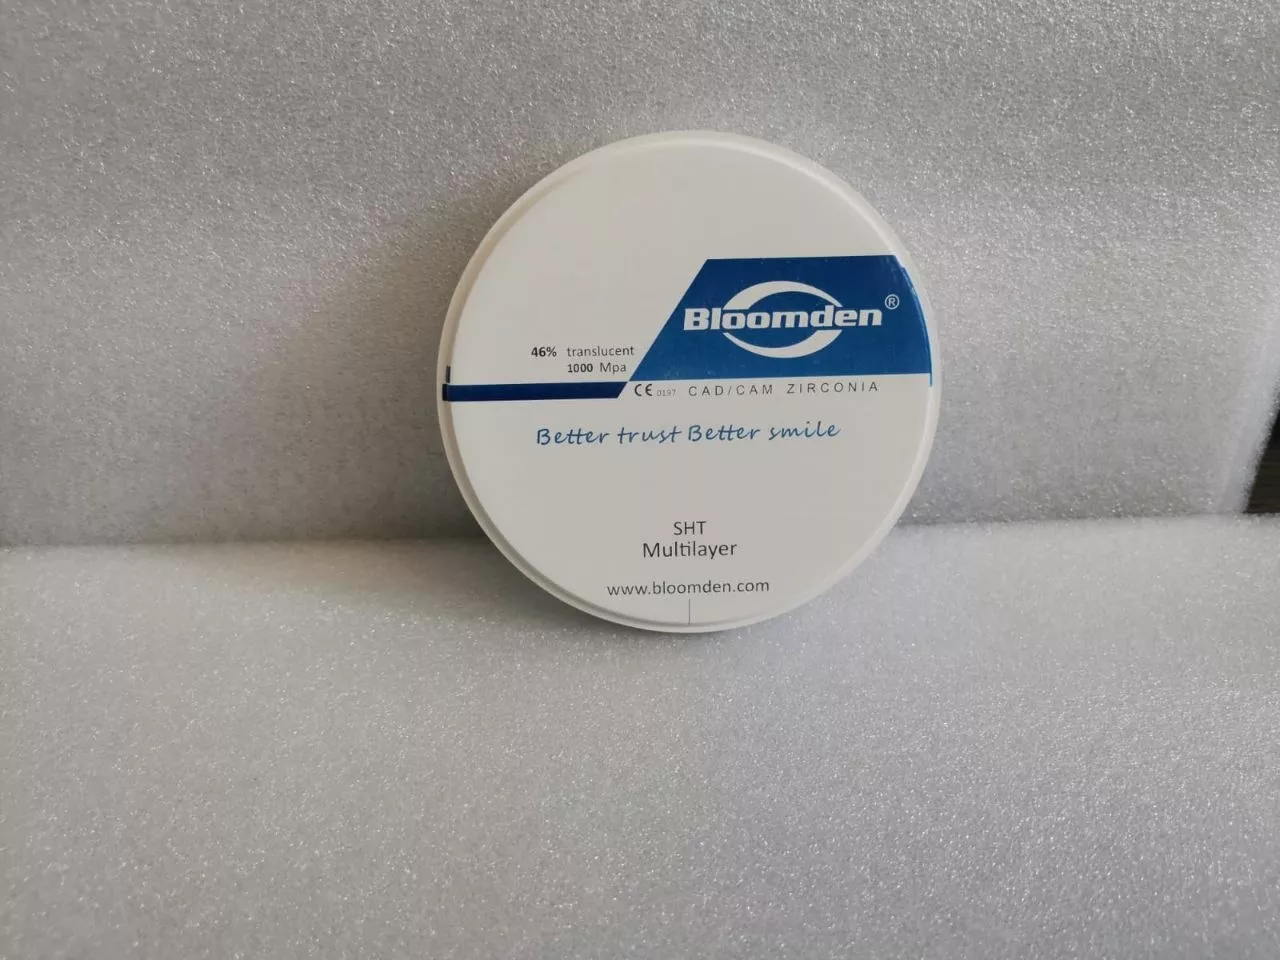 Bloomden®
46% translucent
1000 Mpa
CE 0197 CAD/CAM ZIRCONIA
Better trust Better smile
SHT
Multilayer
www.bloomden.com